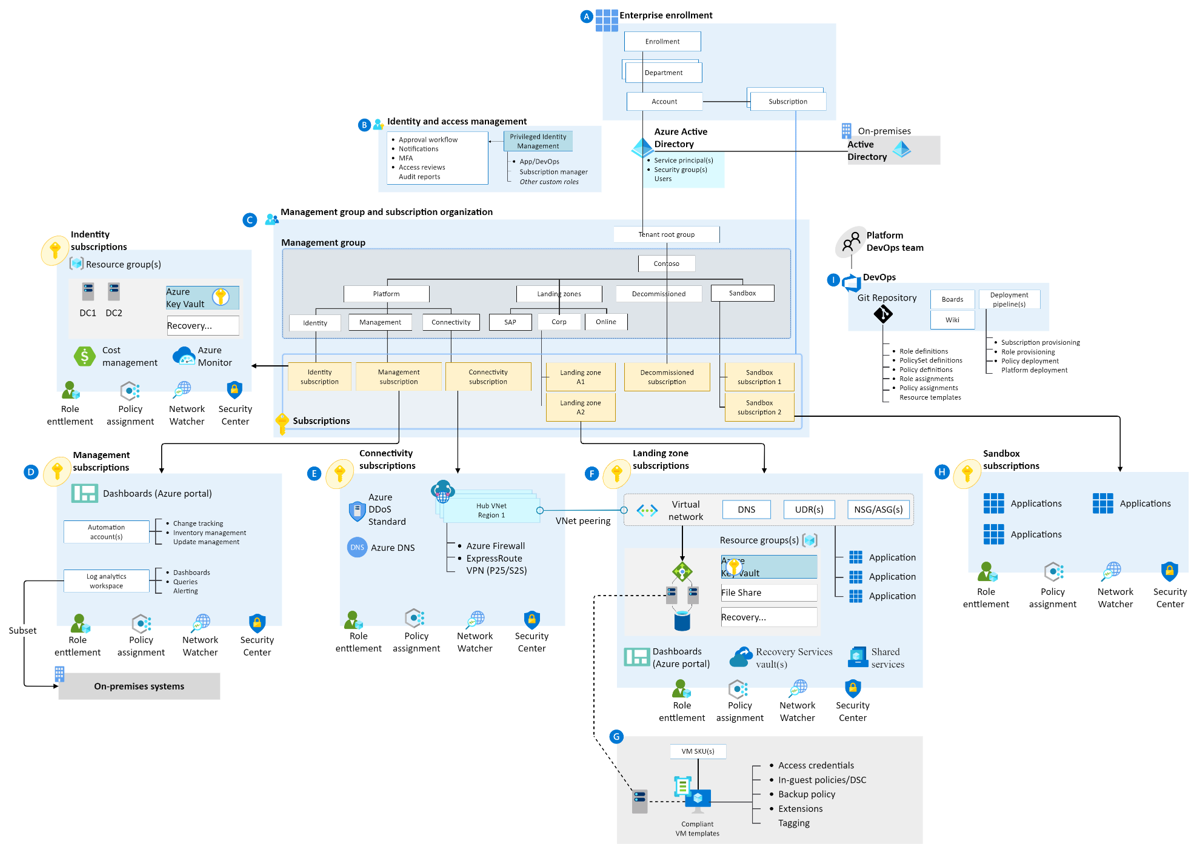 A
Enterprise enrollment
Enrollment
Department
Account
Subscription
B
Identity and access management
Approval workflow
Notifications
MFA
Access reviews
Audit reports
Privileged Identity
Management
App/DevOps
Subscription manager
Other custom roles
Azure Active
Directory
Service principal(s)
Security group(s)
Users
On-premises
Active
Directory
C
Management group and subscription organization
Management group
Tenant root group
Contoso
Platform
Landing zones
Decommissioned
Sandbox
Identity
Management
Connectivity
SAP
Corp
Online
Identity
subscription
Management
subscription
Connectivity
subscription
Landing zone
A1
Landing zone
A2
Decommissioned
subscription
Sandbox
subscription 1
Sandbox
subscription 2
Subscriptions
Indentity
subscriptions
Resource group(s)
DC1
DC2
Azure
Key Vault
Recovery...
Cost
management
Azure
Monitor
Role
enttlement
Policy
assignment
Network
Watcher
Security
Center
Platform
DevOps team
I
DevOps
Git Repository
Boards
Wiki
Deployment
pipeline(s)
Role definitions
PolicySet definitions
Policy definitions
Role assignments
Policy assignments
Resource templates
Subscription provisioning
Role provisioning
Policy deployment
Platform deployment
D
Management
subscriptions
Dashboards (Azure portal)
Automation
account(s)
Change tracking
Inventory management
Update management
Log analytics
workspace
Dashboards
Queries
Alerting
Subset
Role
enttlement
Policy
assignment
Network
Watcher
Security
Center
On-premises systems
E
Connectivity
subscriptions
Azure
DDoS
Standard
DNS
Azure DNS
Hub VNet
Region 1
Azure Firewall
ExpressRoute
VPN (P25/S2S)
VNet peering
Role
enttlement
Policy
assignment
Network
Watcher
Security
Center
F
Landing zone
subscriptions
Virtual
network
DNS
UDR(s)
NSG/ASG(s)
Resource groups(s)
Azure
Key Vault
File Share
Recovery...
Application
Application
Application
Dashboards
(Azure portal)
Recovery Services
vault(s)
Shared
services
Role
enttlement
Policy
assignment
Network
Watcher
Security
Center
G
VM SKU(s)
Compliant
VM templates
Access credentials
In-guest policies/DSC
Backup policy
Extensions
Tagging
H
Sandbox
subscriptions
Applications
Applications
Applications
Role
enttlement
Policy
assignment
Network
Watcher
Security
Center